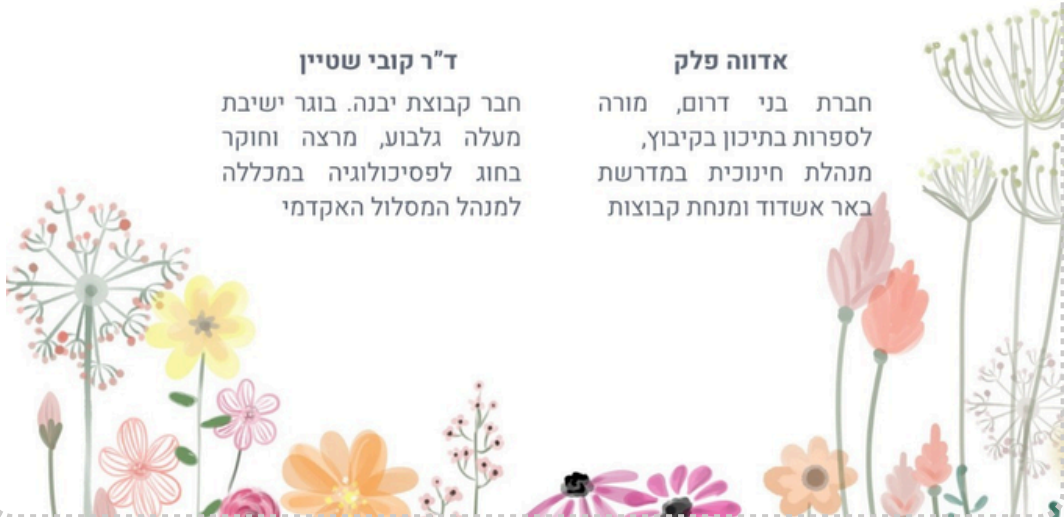 אדווה פלק
חברת בני דרום, מורה
לספרות בתיכון בקיבוץ,
מנהלת חינוכית במדרשת
באר אשדוד ומנחת קבוצות
ד"ר קובי שטיין
חבר קבוצת יבנה. בוגר ישיבת
מעלה גלבוע, מרצה וחוקר
בחוג לפסיכולוגיה במכללה
למנהל המסלול האקדמי